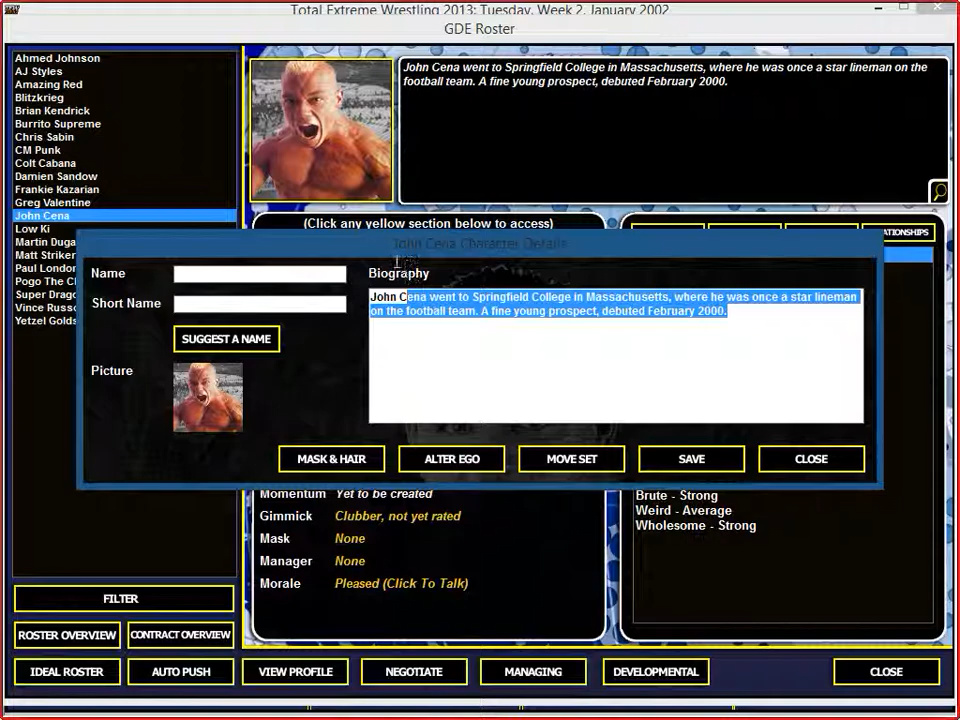 Total Extreme Wrestling 2013: Tuesday, Week 2, January 2002
GDE Roster
Ahmed Johnson
AJ Styles
Amazing Red
Blitzkrieg
Brian Kendrick
Burrito Supreme
Chris Sabin
CM Punk
Colt Cabana
Damien Sandow
Frankie Kazarian
Greg Valentine
John Cena
Low Ki
Martin Duga
Matt Striker
Paul London
Pogo The Cl
Super Drago
Vince Russo
Yetzel Golds
John Cena went to Springfield College in Massachusetts, where he was once a star lineman on the
football team. A fine young prospect, debuted February 2000.
(Click any yellow section below to access)
ATIONSHIPS
John Cena Character Details
Name
Short Name
SUGGEST A NAME
Picture
Biography
John Cena went to Springfield College in Massachusetts, where he was once a star lineman
on the football team. A fine young prospect, debuted February 2000.
MASK & HAIR
ALTER EGO
MOVE SET
SAVE
CLOSE
Momentum Yet to be created
Gimmick Clubber, not yet rated
Mask None
Manager None
Morale Pleased (Click To Talk)
Brute - Strong
Weird - Average
Wholesome - Strong
FILTER
ROSTER OVERVIEW
CONTRACT OVERVIEW
IDEAL ROSTER
AUTO PUSH
VIEW PROFILE
NEGOTIATE
MANAGING
DEVELOPMENTAL
CLOSE